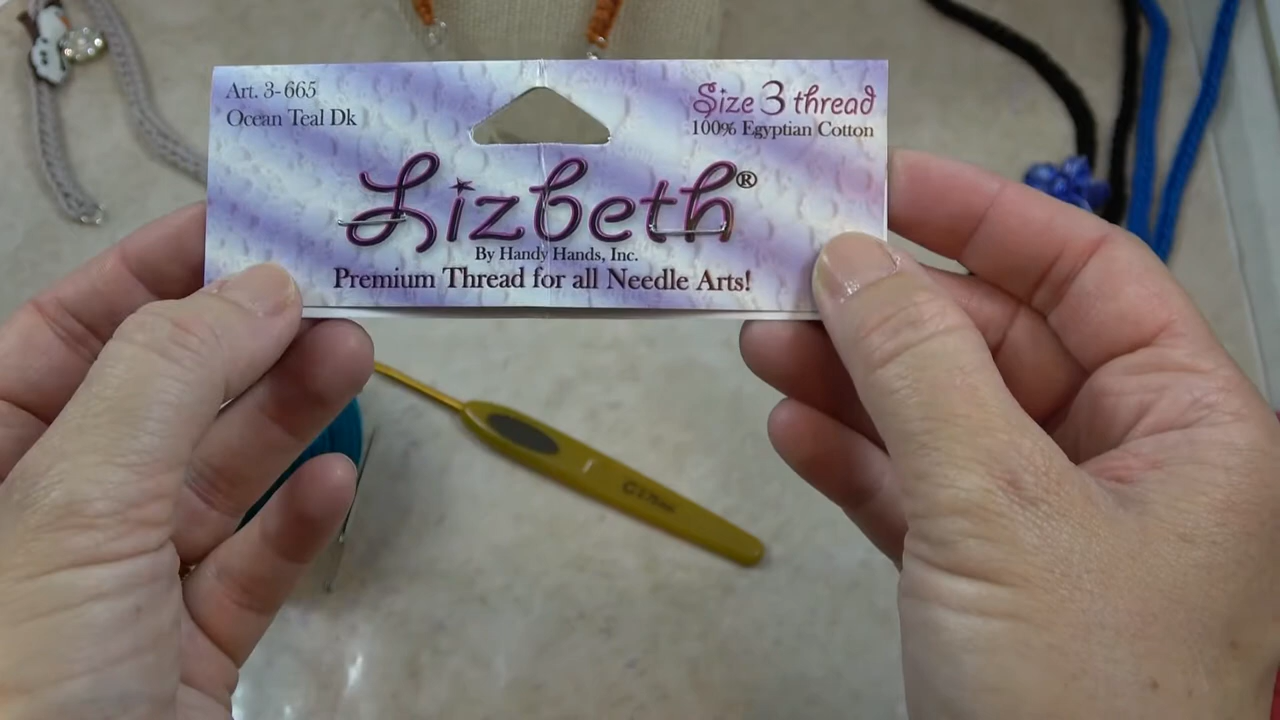 Art. 3-665
Ocean Teal Dk
Size 3 thread
100% Egyptian Cotton
Lizbeth®
By Handy Hands, Inc.
Premium Thread for all Needle Arts!